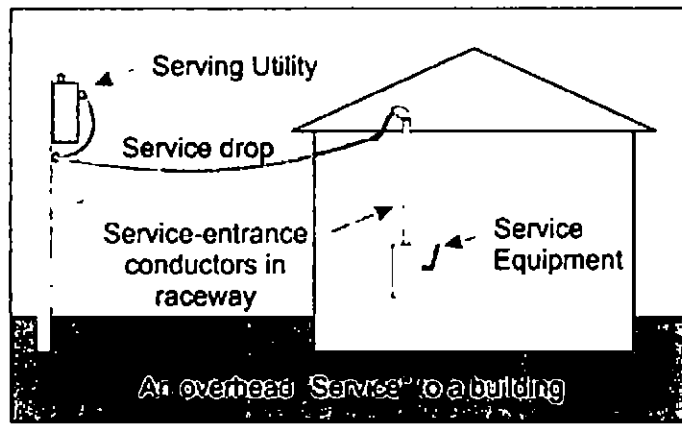 Serving Utility
Service drop
Service-entrance
conductors in
raceway
Service
Equipment
An overhead "Service" to a building